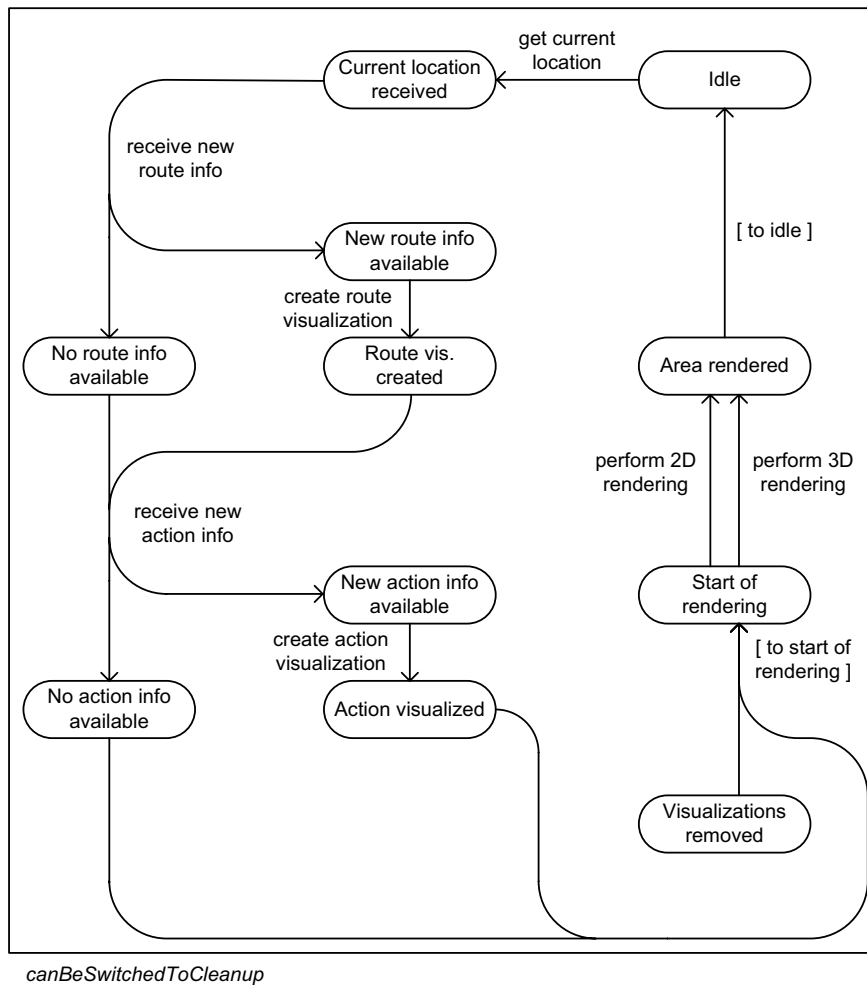 get current
location
Current location
received
Idle
receive new
route info
[ to idle ]
New route info
available
create route
visualization
No route info
available
Route vis.
created
Area rendered
perform 2D
rendering
perform 3D
rendering
receive new
action info
New action info
available
Start of
rendering
create action
visualization
[ to start of
rendering ]
No action info
available
Action visualized
Visualizations
removed
canBeSwitchedToCleanup